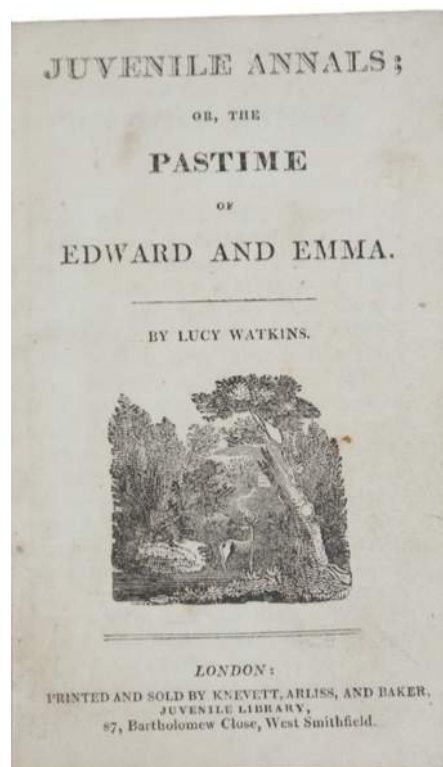 JUVENILE ANNALS;
OR, THE
PASTIME
OF
EDWARD AND EMMA.
BY LUCY WATKINS.
LONDON:
PRINTED AND SOLD BY KNEVETT, ARLISS, AND BAKER,
JUVENILE LIBRARY,
87, Bartholomew Close, West Smithfield.